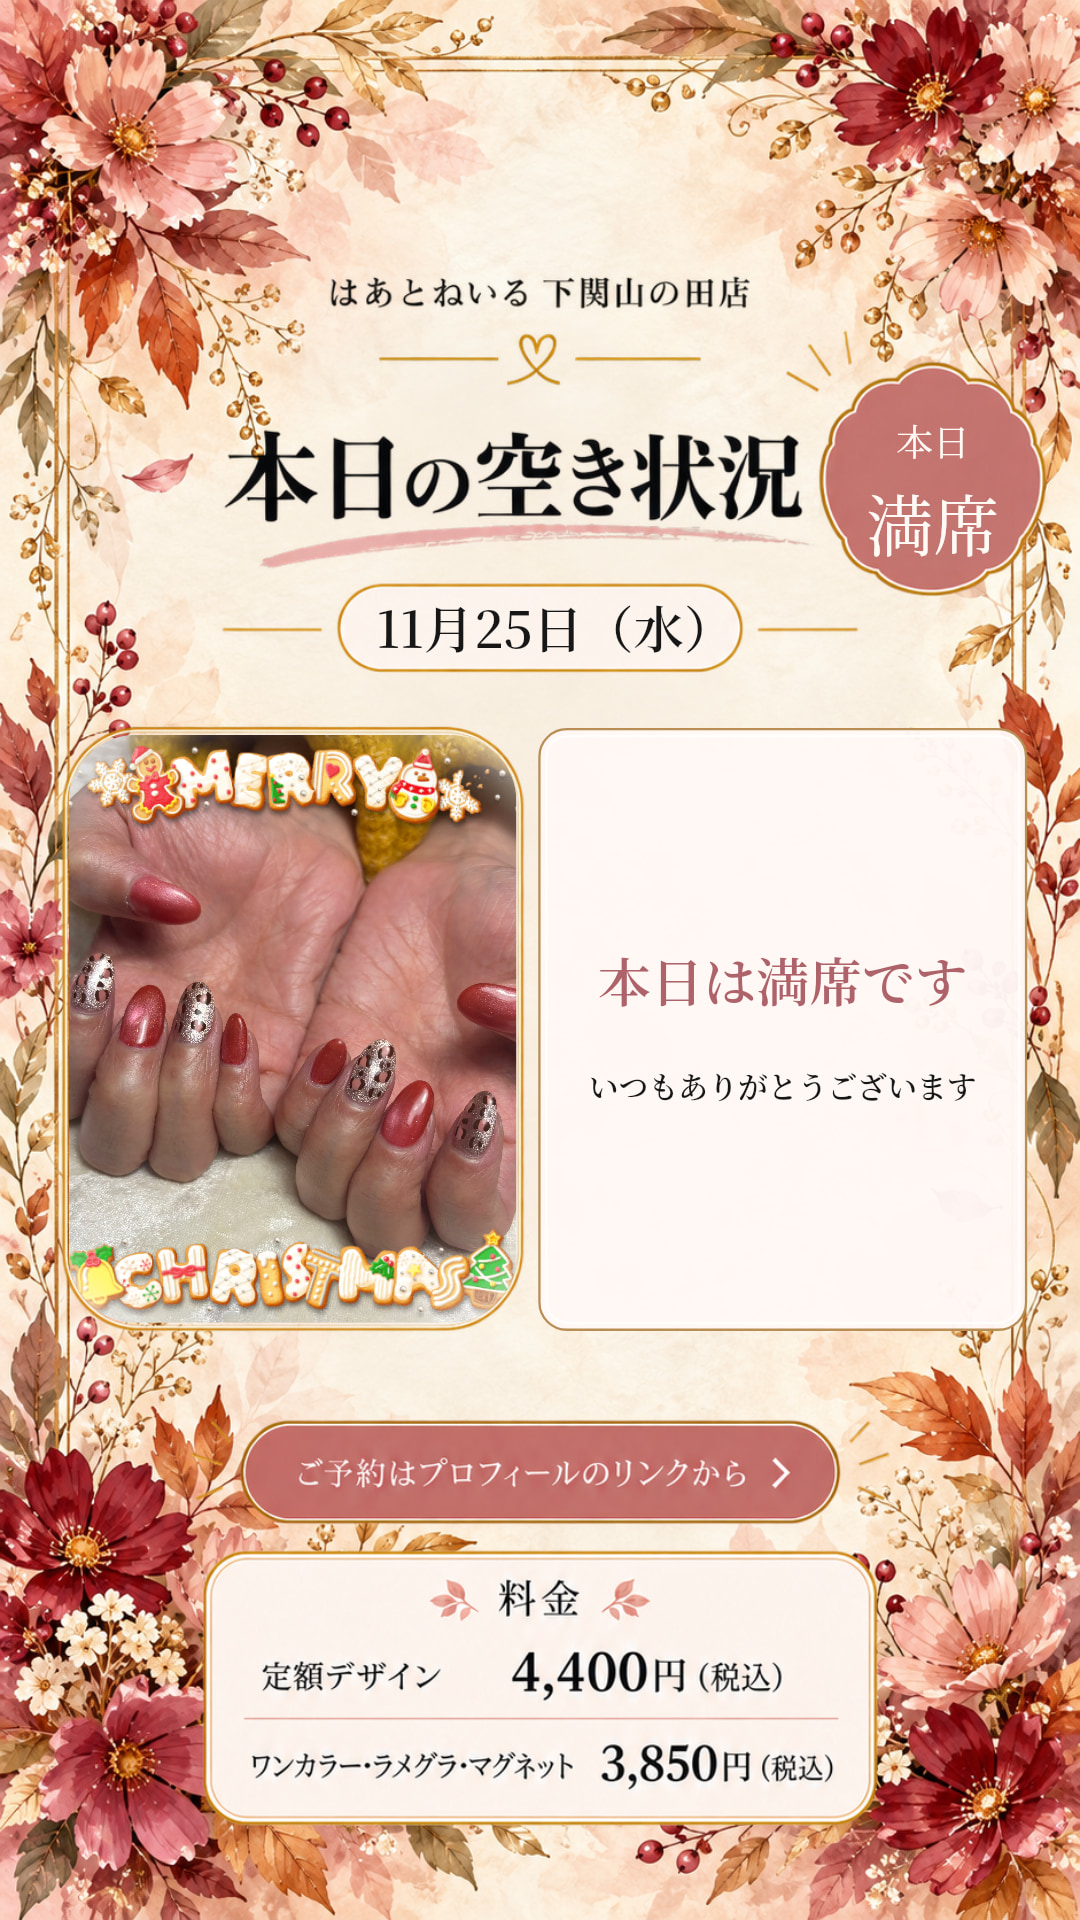 はあとねいる 下関山の田店
本日の空き状況
本日
満席
11月25日（水）
MERRY
CHRISTMAS
本日は満席です
いつもありがとうございます
ご予約はプロフィールのリンクから
料金
定額デザイン 4,400円 (税込)
ワンカラー・ラメグラ・マグネット 3,850円 (税込)